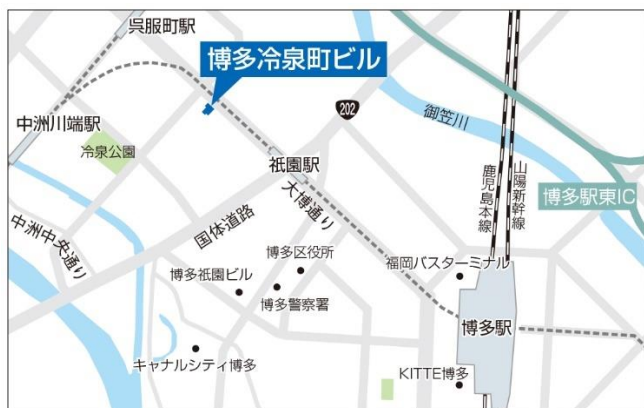 呉服町駅
博多冷泉町ビル
202
御笠川
中洲川端駅
冷泉公園
祇園駅
大博通り
鹿児島本線
山陽新幹線
博多駅東IC
中洲中央通り
国体道路
博多区役所
博多祇園ビル
博多警察署
福岡バスターミナル
博多駅
キャナルシティ博多
KITTE博多